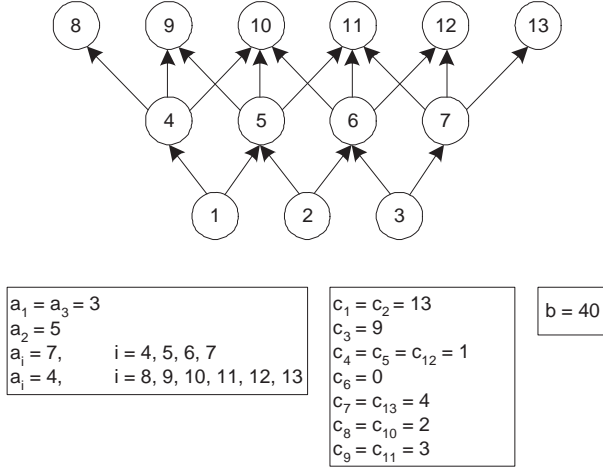 8 9 10 11 12 13
4 5 6 7
1 2 3
a₁ = a₃ = 3
a₂ = 5
aᵢ = 7, i = 4, 5, 6, 7
aᵢ = 4, i = 8, 9, 10, 11, 12, 13
c₁ = c₂ = 13
c₃ = 9
c₄ = c₅ = c₁₂ = 1
c₆ = 0
c₇ = c₁₃ = 4
c₈ = c₁₀ = 2
c₉ = c₁₁ = 3
b = 40